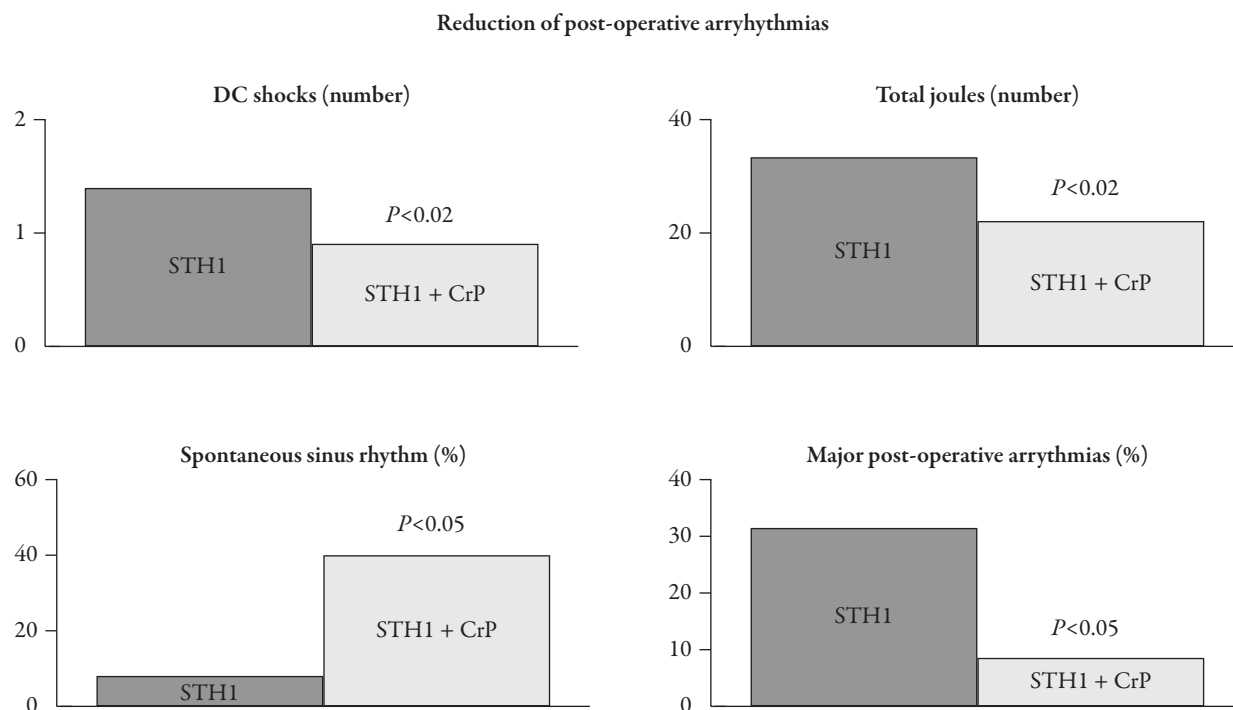 Reduction of post-operative arryhythmias
DC shocks (number)
2
1
0
STH1
P<0.02
STH1 + CrP
Total joules (number)
40
20
0
STH1
P<0.02
STH1 + CrP
Spontaneous sinus rhythm (%)
60
40
20
0
STH1
P<0.05
STH1 + CrP
Major post-operative arrythmias (%)
40
30
20
10
0
STH1
P<0.05
STH1 + CrP